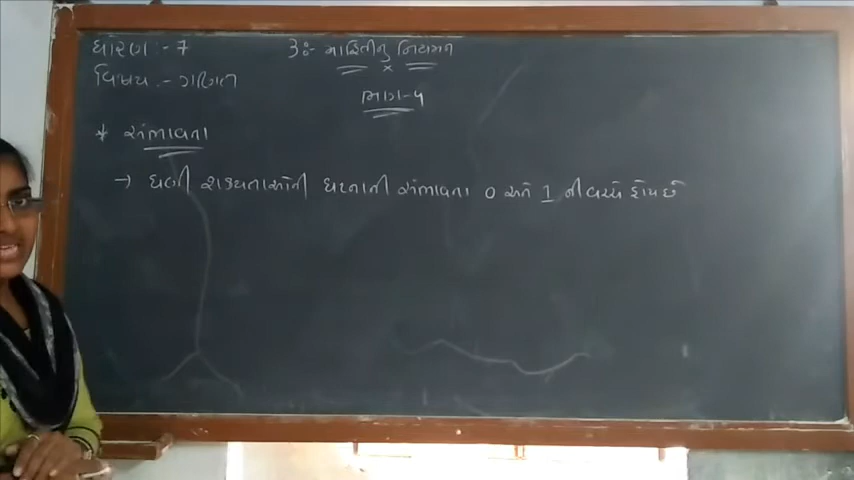 ધોરણ :- 7
3:- માહિતીનું નિયમન
વિષય :- ગણિત
ભાગ-5
* સંભાવના
→ ઘણી શક્યતાઓની ઘટનાની સંભાવના 0 અને 1 ની વચ્ચે હોય છે